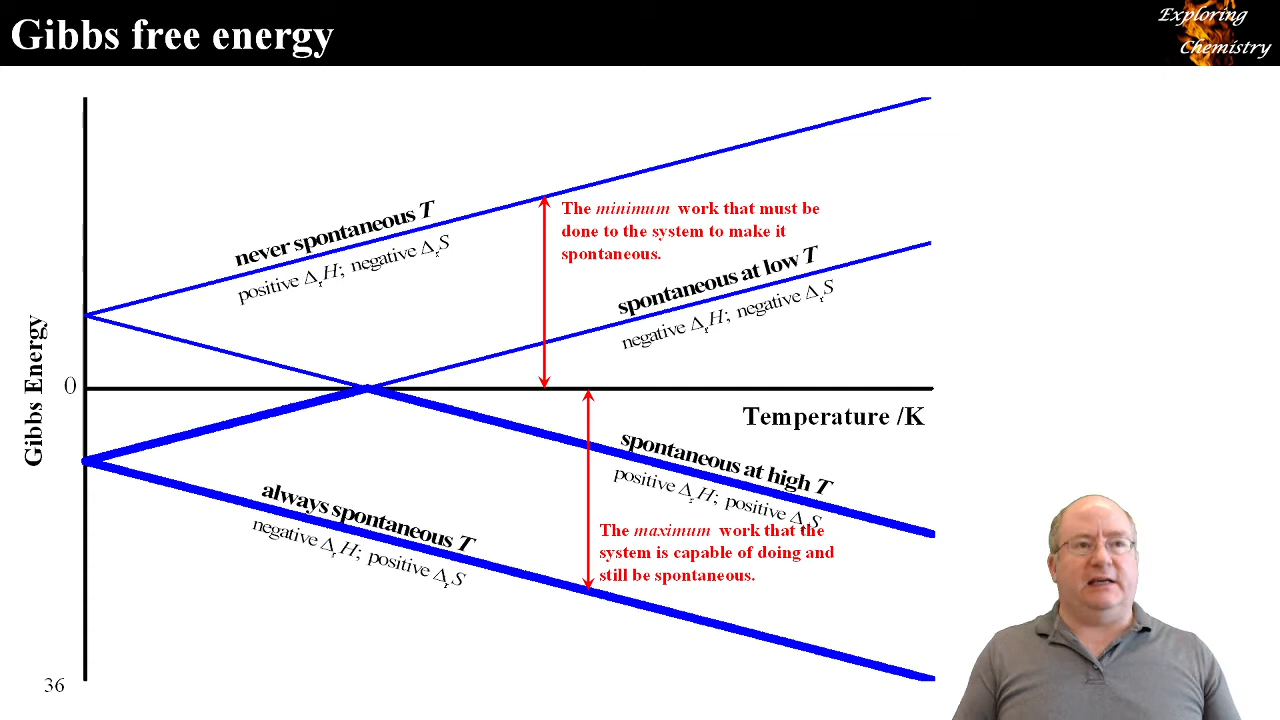 Gibbs free energy
Exploring
Chemistry
never spontaneous T
positive ΔrH; negative ΔrS
The minimum work that must be
done to the system to make it
spontaneous.
spontaneous at low T
negative ΔrH; negative ΔrS
Gibbs Energy
0
Temperature /K
spontaneous at high T
positive ΔrH; positive ΔrS
always spontaneous T
negative ΔrH; positive ΔrS
The maximum work that the
system is capable of doing and
still be spontaneous.
36